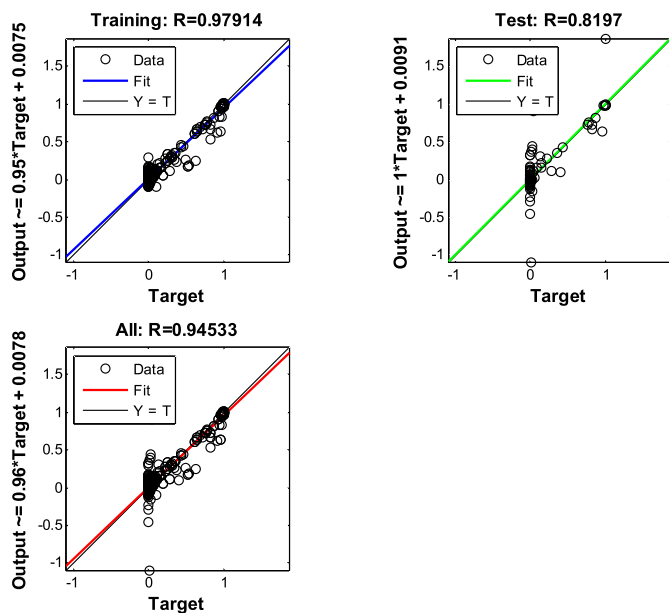 Training: R=0.97914
Output ~= 0.95*Target + 0.0075
1.5
1
0.5
0
-0.5
-1
Data
Fit
Y = T
-1
0
1
Target
Test: R=0.8197
Output ~= 1*Target + 0.0091
1.5
1
0.5
0
-0.5
-1
Data
Fit
Y = T
-1
0
1
Target
All: R=0.94533
Output ~= 0.96*Target + 0.0078
1.5
1
0.5
0
-0.5
-1
Data
Fit
Y = T
-1
0
1
Target